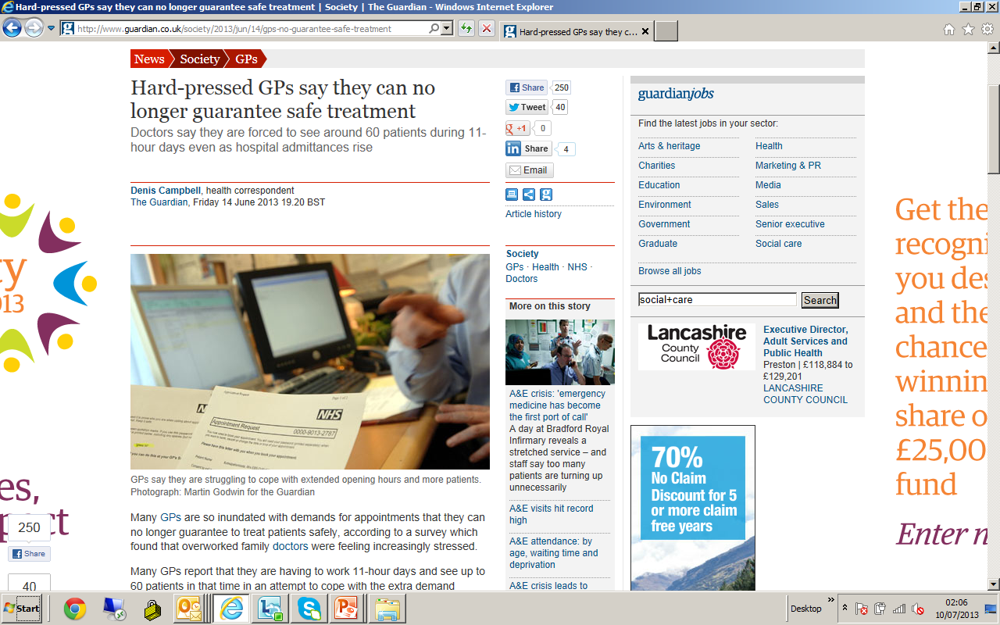 Hard-pressed GPs say they can no longer guarantee safe treatment | Society | The Guardian - Windows Internet Explorer
http://www.guardian.co.uk/society/2013/jun/14/gps-no-guarantee-safe-treatment
Hard-pressed GPs say they c...
News
Society
GPs
Hard-pressed GPs say they can no
longer guarantee safe treatment
Doctors say they are forced to see around 60 patients during 11-
hour days even as hospital admittances rise
Denis Campbell, health correspondent
The Guardian, Friday 14 June 2013 19.20 BST
NHS
Appointment Request
0000-9013-2787
GPs say they are struggling to cope with extended opening hours and more patients.
Photograph: Martin Godwin for the Guardian
Many GPs are so inundated with demands for appointments that they can
no longer guarantee to treat patients safely, according to a survey which
found that overworked family doctors were feeling increasingly stressed.
Many GPs report that they are having to work 11-hour days and see up to
60 patients in that time in an attempt to cope with the extra demand
Share 250
Tweet 40
+1 0
Share 4
Email
Article history
Society
GPs · Health · NHS ·
Doctors
More on this story
A&E crisis: 'emergency
medicine has become
the first port of call'
A day at Bradford Royal
Infirmary reveals a
stretched service – and
staff say too many
patients are turning up
unnecessarily
A&E visits hit record
high
A&E attendance: by
age, waiting time and
deprivation
A&E crisis leads to
guardianjobs
Find the latest jobs in your sector:
Arts & heritage
Charities
Education
Environment
Government
Graduate
Health
Marketing & PR
Media
Sales
Senior executive
Social care
Browse all jobs
social+care
Search
Lancashire
County
Council
Executive Director,
Adult Services and
Public Health
Preston | £118,884 to
£129,201
LANCASHIRE
COUNTY COUNCIL
70%
No Claim
Discount for 5
or more claim
free years
Get the
recogni
you des
and the
chance
winnin
share o
£25,00
fund
Enter n
ty
013
es,
pect
250
Share
40
Start
Desktop
02:06
10/07/2013